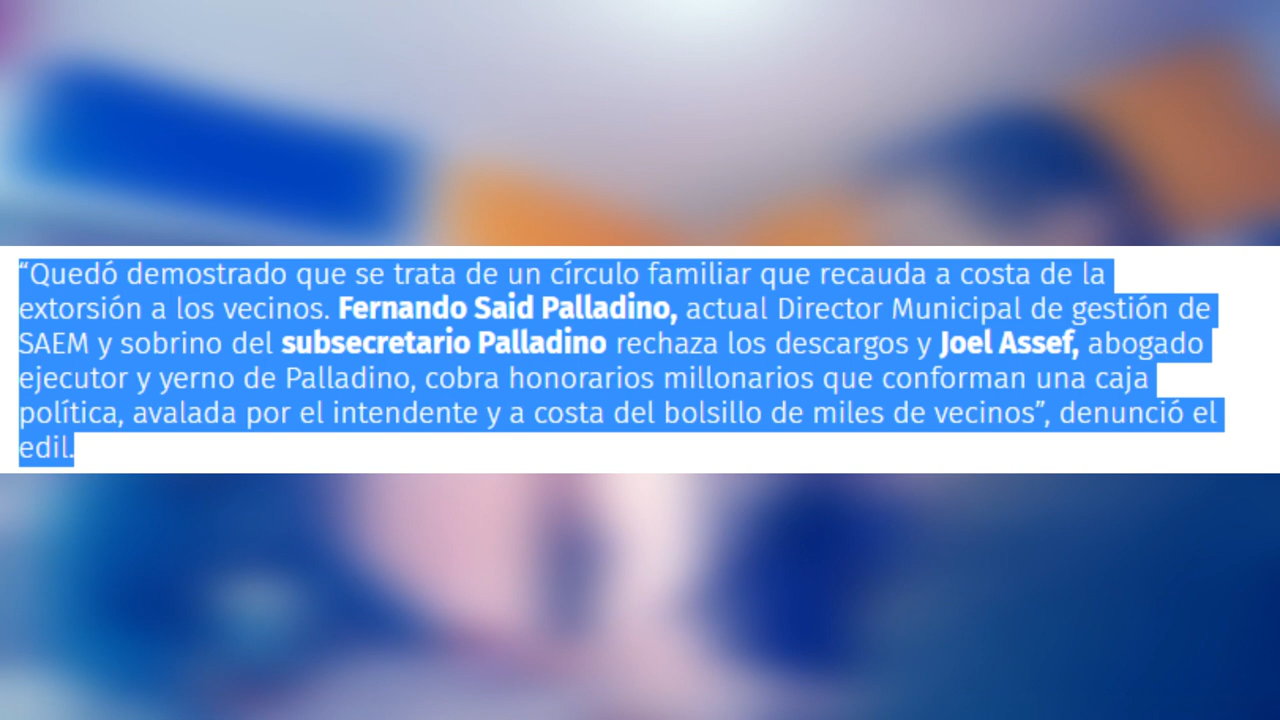 “Quedó demostrado que se trata de un círculo familiar que recauda a costa de la
extorsión a los vecinos. Fernando Said Palladino, actual Director Municipal de gestión de
SAEM y sobrino del subsecretario Palladino rechaza los descargos y Joel Assef, abogado
ejecutor y yerno de Palladino, cobra honorarios millonarios que conforman una caja
política, avalada por el intendente y a costa del bolsillo de miles de vecinos”, denunció el
edil.